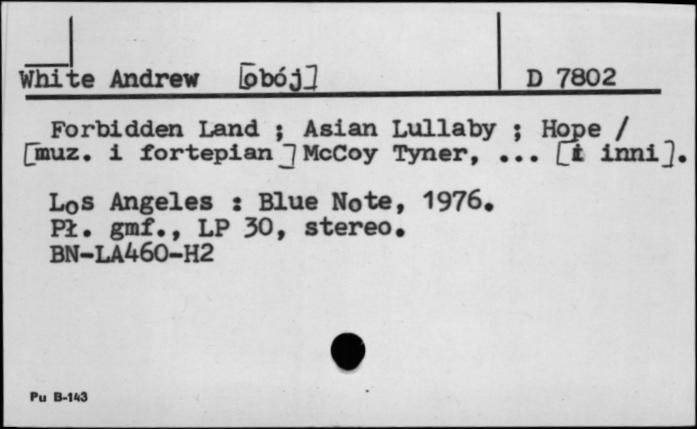 White Andrew [obój] D 7802
Forbidden Land ; Asian Lullaby ; Hope /
[muz. i fortepian] McCoy Tyner, ... [i inni].
Los Angeles : Blue Note, 1976.
Pł. gmf., LP 30, stereo.
BN-LA460-H2
Pu B-143